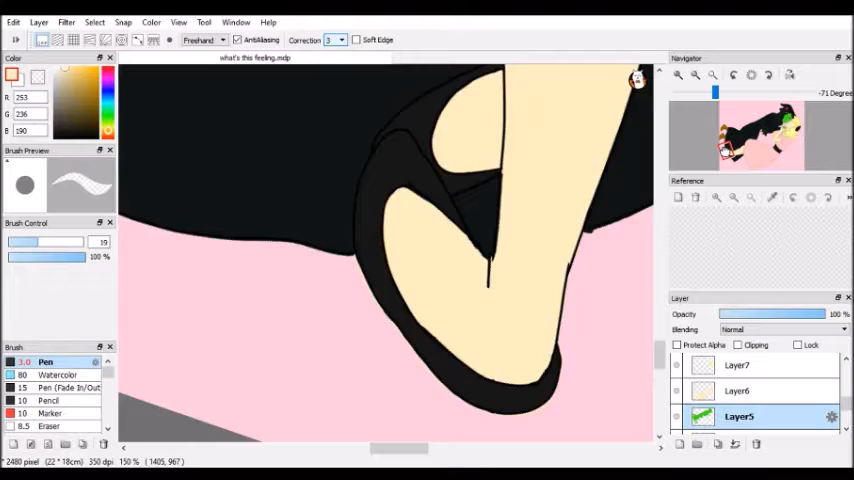 Edit Layer Filter Select Snap Color View Tool Window Help
Freehand AntiAliasing Correction 3 Soft Edge
Color
what's this feeling.mdp
Navigator
R 253
G 236
B 190
-71 Degree
Brush Preview
Reference
Brush Control
19
100 %
Layer
Opacity 100 %
Blending Normal
Protect Alpha Clipping Lock
Brush
3.0 Pen
80 Watercolor
15 Pen (Fade In/Out
10 Pencil
10 Marker
8.5 Eraser
Layer7
Layer6
Layer5
* 2480 pixel (22 * 18cm) 350 dpi 150 % ( 1405, 967 )